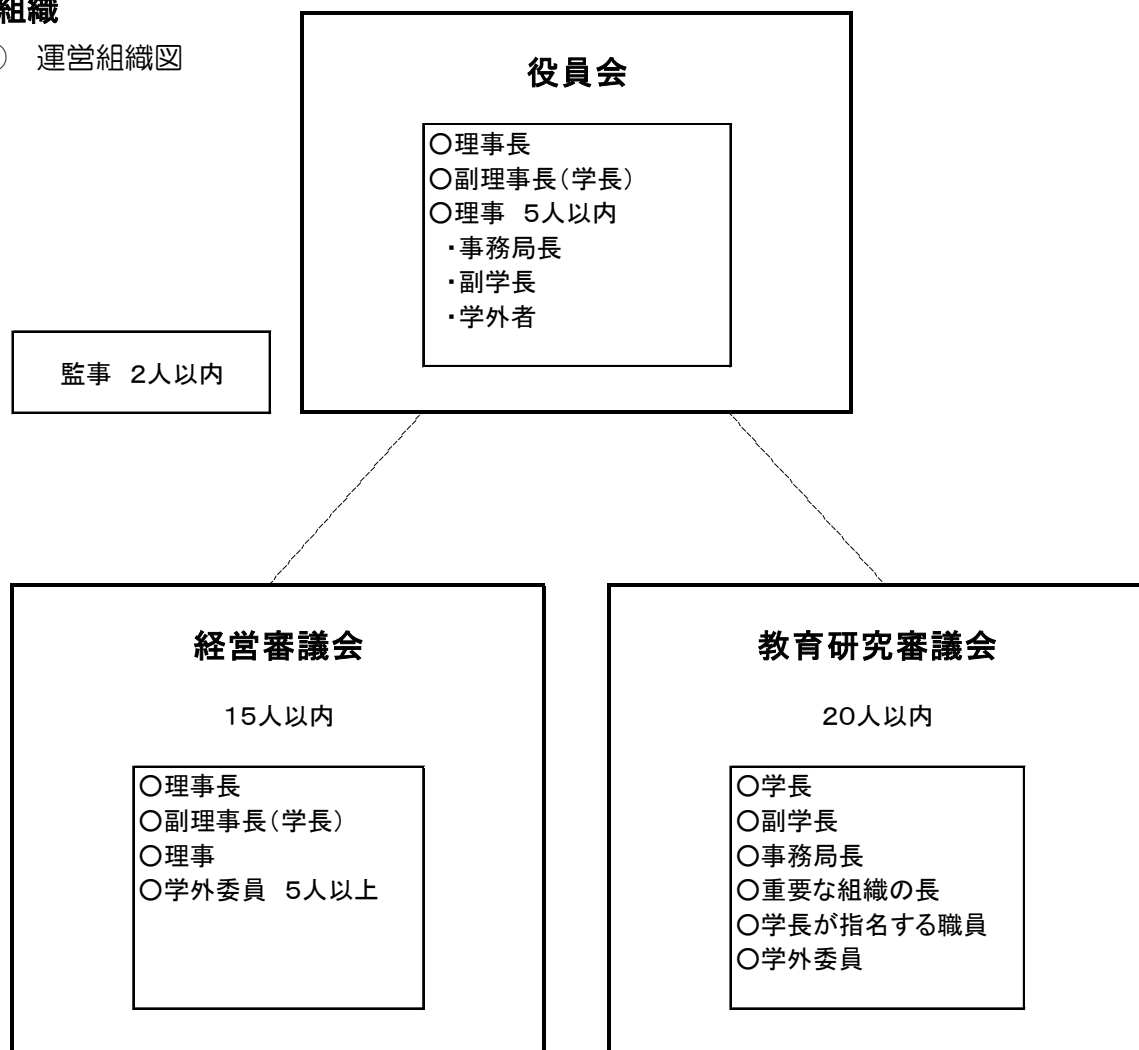 組織
運営組織図
役員会
○理事長
○副理事長(学長)
○理事 5人以内
・事務局長
・副学長
・学外者
監事 2人以内
経営審議会
15人以内
○理事長
○副理事長(学長)
○理事
○学外委員 5人以上
教育研究審議会
20人以内
○学長
○副学長
○事務局長
○重要な組織の長
○学長が指名する職員
○学外委員